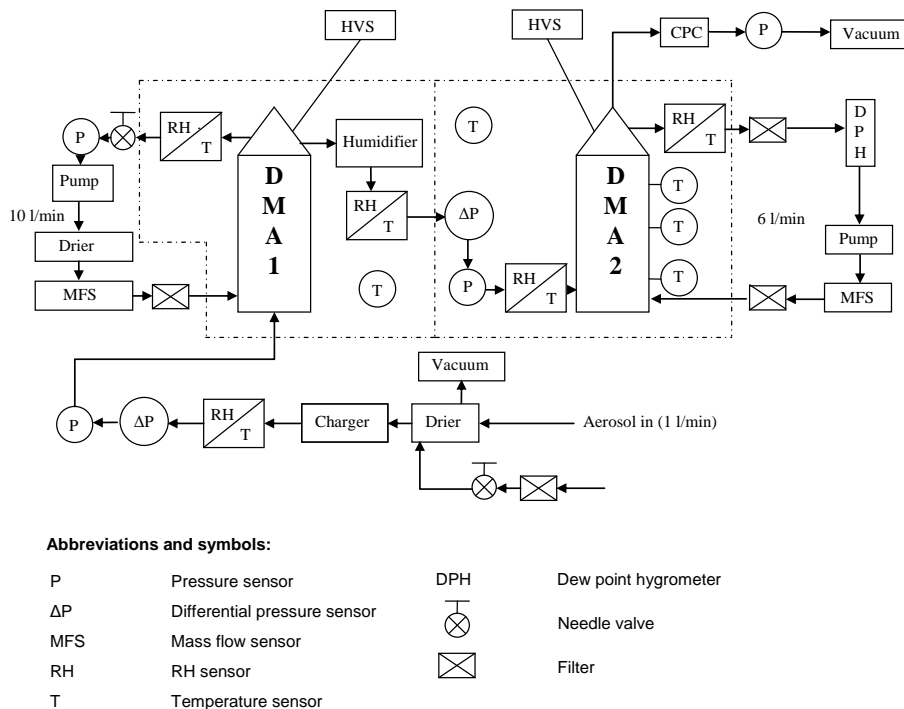 HVS
HVS
CPC
P
Vacuum
RH
T
P
Humidifier
T
RH
T
D
P
H
Pump
D
M
A
1
D
M
A
2
T
RH
T
ΔP
T
10 l/min
6 l/min
Drier
Pump
T
P
RH
T
T
MFS
MFS
Vacuum
P
ΔP
RH
T
Charger
Drier
Aerosol in (1 l/min)
Abbreviations and symbols:
P Pressure sensor
DPH Dew point hygrometer
ΔP Differential pressure sensor
Needle valve
MFS Mass flow sensor
RH RH sensor
Filter
T Temperature sensor